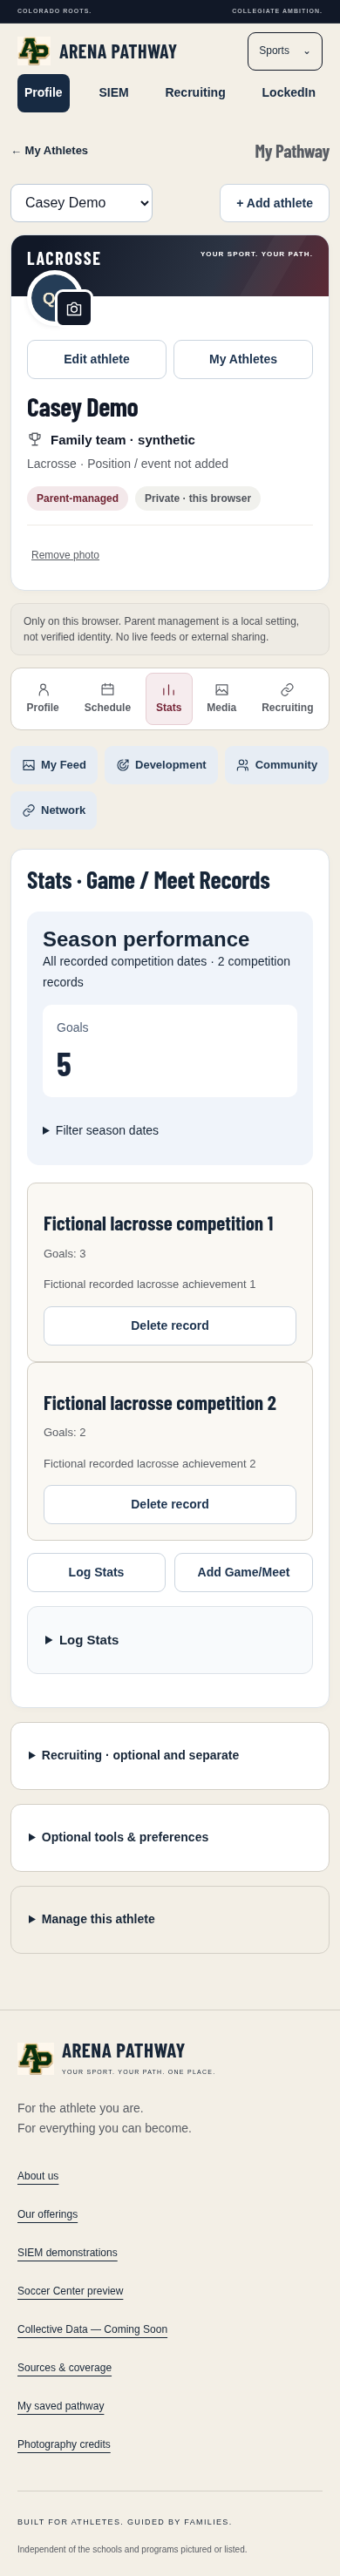 COLORADO ROOTS. COLLEGIATE AMBITION.
AP ARENA PATHWAY Sports
Profile SIEM Recruiting LockedIn
← My Athletes My Pathway
Casey Demo + Add athlete
LACROSSE YOUR SPORT. YOUR PATH.
Edit athlete My Athletes
Casey Demo
Family team · synthetic
Lacrosse · Position / event not added
Parent-managed Private · this browser
Remove photo
Only on this browser. Parent management is a local setting,
not verified identity. No live feeds or external sharing.
Profile Schedule Stats Media Recruiting
My Feed Development Community
Network
Stats · Game / Meet Records
Season performance
All recorded competition dates · 2 competition
records
Goals
5
▶ Filter season dates
Fictional lacrosse competition 1
Goals: 3
Fictional recorded lacrosse achievement 1
Delete record
Fictional lacrosse competition 2
Goals: 2
Fictional recorded lacrosse achievement 2
Delete record
Log Stats Add Game/Meet
▶ Log Stats
▶ Recruiting · optional and separate
▶ Optional tools & preferences
▶ Manage this athlete
AP ARENA PATHWAY
YOUR SPORT. YOUR PATH. ONE PLACE.
For the athlete you are.
For everything you can become.
About us
Our offerings
SIEM demonstrations
Soccer Center preview
Collective Data — Coming Soon
Sources & coverage
My saved pathway
Photography credits
BUILT FOR ATHLETES. GUIDED BY FAMILIES.
Independent of the schools and programs pictured or listed.